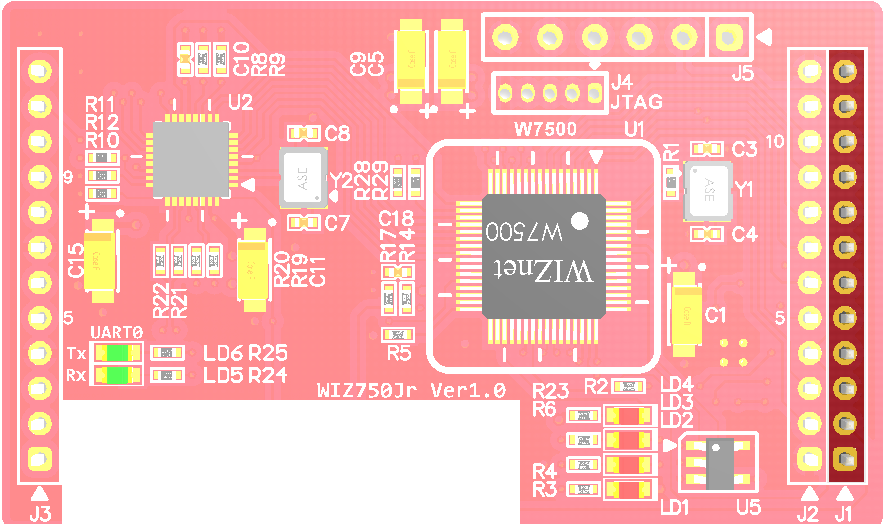 C10
R8
R9
C9
C5
J5
J4
JTAG
W7500
U1
U2
R11
R12
R10
9
C8
ASE
Y2
C7
R28
R29
R1
C3
ASE
Y1
C4
10
C15
R22
R21
R20
R19
C11
C18
R17
R14
W7500
WIZnet
C1
5
5
UART0
Tx
LD6 R25
Rx
LD5 R24
R5
WIZ750Jr Ver1.0
R23
R6
R2
LD4
LD3
LD2
R4
R3
LD1
U5
J3
J2
J1